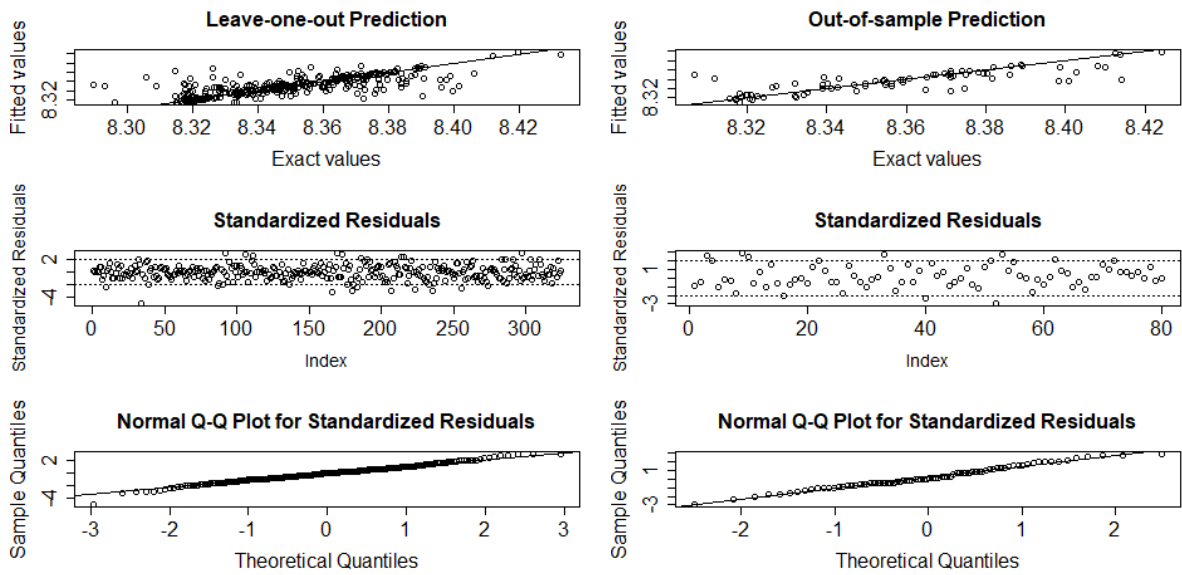 Leave-one-out Prediction
Fitted values
8.32
8.30 8.32 8.34 8.36 8.38 8.40 8.42
Exact values
Out-of-sample Prediction
Fitted values
8.32
8.32 8.34 8.36 8.38 8.40 8.42
Exact values
Standardized Residuals
Standardized Residuals
2
-4
0 50 100 150 200 250 300
Index
Standardized Residuals
Standardized Residuals
1
-3
0 20 40 60 80
Index
Normal Q-Q Plot for Standardized Residuals
Sample Quantiles
2
-4
-3 -2 -1 0 1 2 3
Theoretical Quantiles
Normal Q-Q Plot for Standardized Residuals
Sample Quantiles
1
-3
-2 -1 0 1 2
Theoretical Quantiles